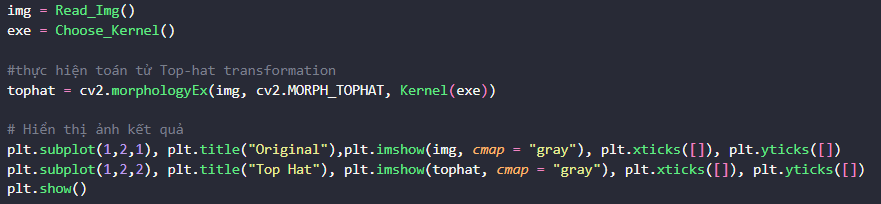 img = Read_Img()
exe = Choose_Kernel()
#thực hiện toán tử Top-hat transformation
tophat = cv2.morphologyEx(img, cv2.MORPH_TOPHAT, Kernel(exe))
# Hiển thị ảnh kết quả
plt.subplot(1,2,1), plt.title("Original"),plt.imshow(img, cmap = "gray"), plt.xticks([]), plt.yticks([])
plt.subplot(1,2,2), plt.title("Top Hat"), plt.imshow(tophat, cmap = "gray"), plt.xticks([]), plt.yticks([])
plt.show()